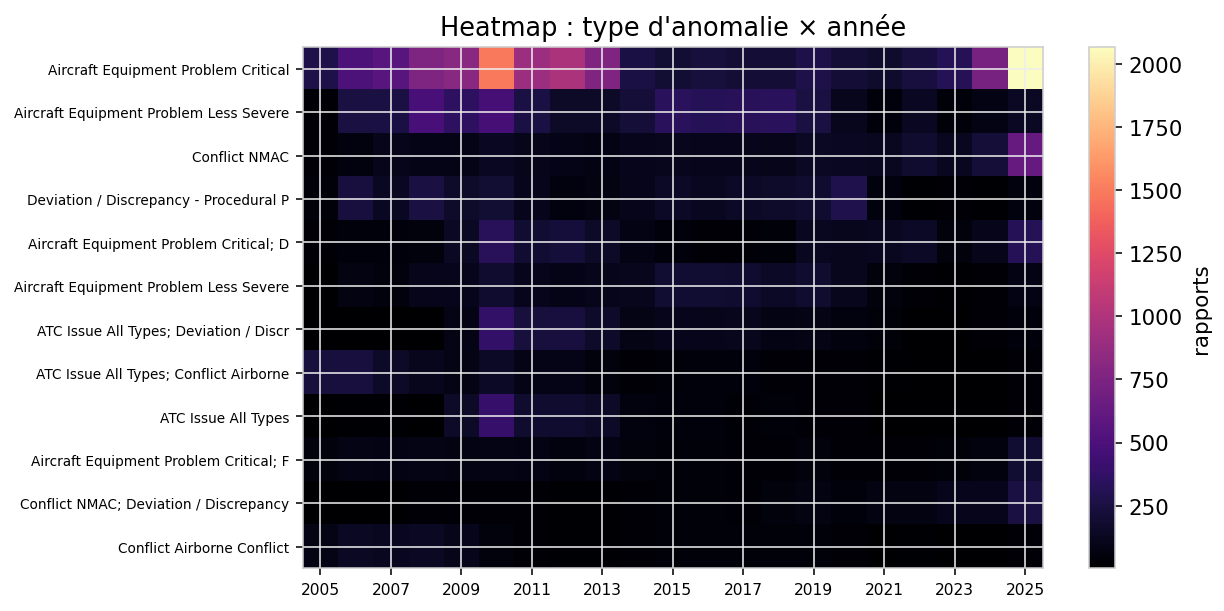 Heatmap : type d'anomalie × année
Aircraft Equipment Problem Critical
Aircraft Equipment Problem Less Severe
Conflict NMAC
Deviation / Discrepancy - Procedural P
Aircraft Equipment Problem Critical; D
Aircraft Equipment Problem Less Severe
ATC Issue All Types; Deviation / Discr
ATC Issue All Types; Conflict Airborne
ATC Issue All Types
Aircraft Equipment Problem Critical; F
Conflict NMAC; Deviation / Discrepancy
Conflict Airborne Conflict
2005 2007 2009 2011 2013 2015 2017 2019 2021 2023 2025
2000
1750
1500
1250
1000
750
500
250
rapports